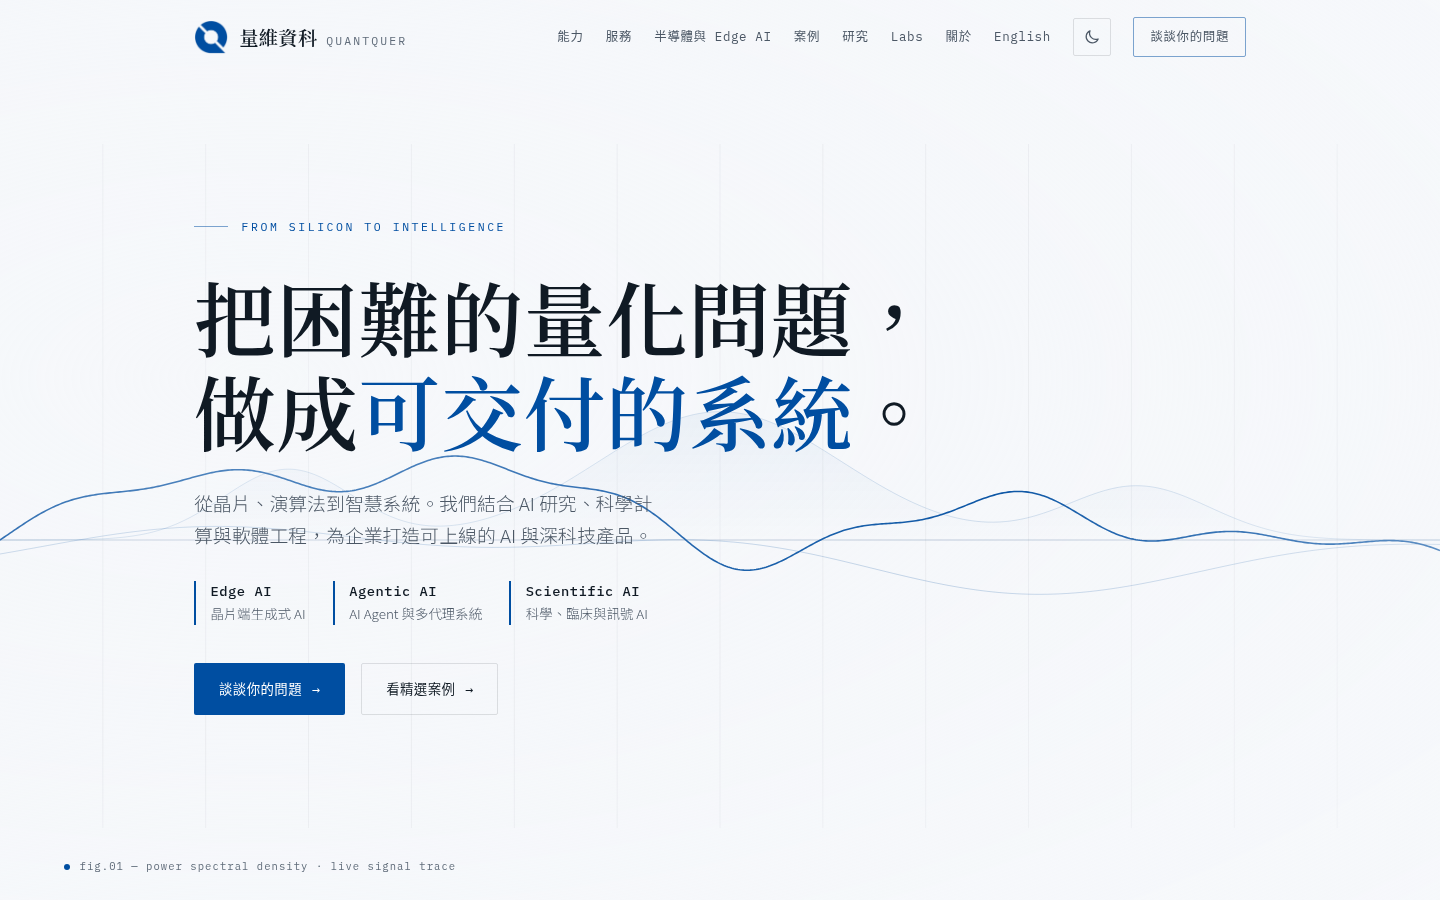 量維資科 QUANTQUER
能力 服務 半導體與 Edge AI 案例 研究 Labs 關於 English 談談你的問題
FROM SILICON TO INTELLIGENCE
把困難的量化問題，
做成可交付的系統。
從晶片、演算法到智慧系統。我們結合 AI 研究、科學計
算與軟體工程，為企業打造可上線的 AI 與深科技產品。
Edge AI Agentic AI Scientific AI
晶片端生成式 AI AI Agent 與多代理系統 科學、臨床與訊號 AI
談談你的問題 → 看精選案例 →
fig.01 — power spectral density · live signal trace